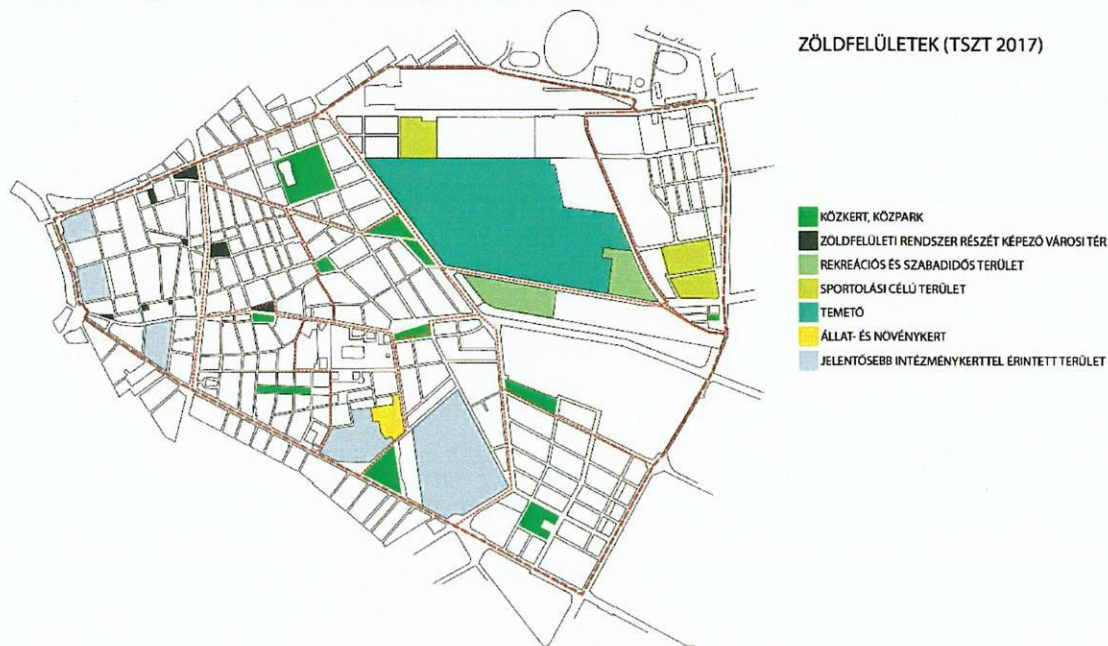 ZÖLDFELÜLETEK (TSZT 2017)
KÖZKERT, KÖZPARK
ZÖLDFELÜLETI RENDSZER RÉSZÉT KÉPEZŐ VÁROSI TÉR
REKREÁCIÓS ÉS SZABADIDŐS TERÜLET
SPORTOLÁSI CÉLÚ TERÜLET
TEMETŐ
ÁLLAT- ÉS NÖVÉNYKERT
JELENTŐSEBB INTÉZMÉNYKERTTEL ÉRINTETT TERÜLET